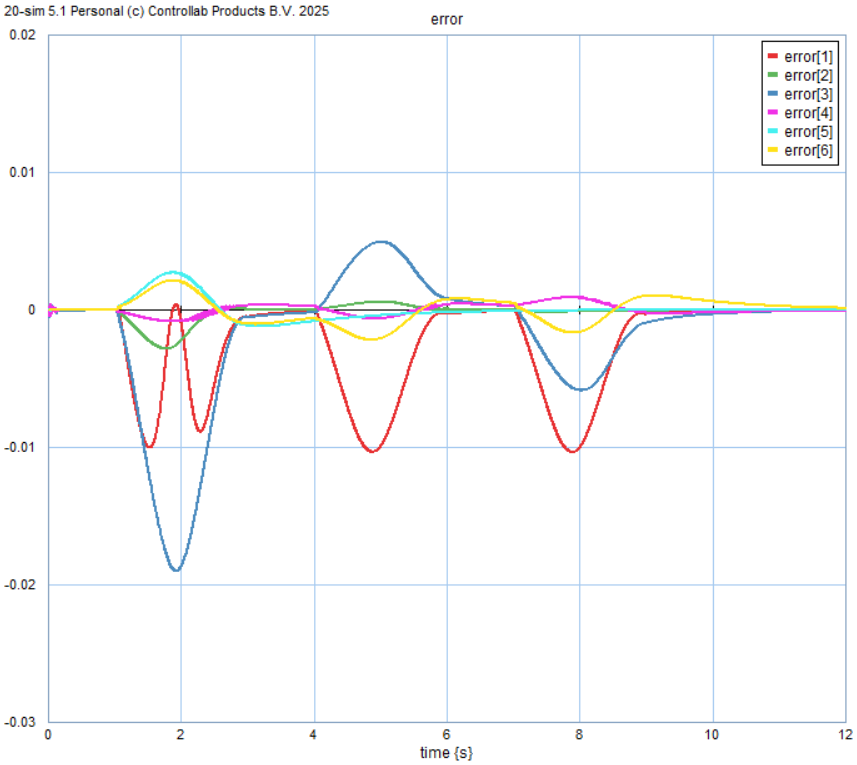 20-sim 5.1 Personal (c) Controllab Products B.V. 2025
error
0.02
0.01
0
-0.01
-0.02
-0.03
error[1]
error[2]
error[3]
error[4]
error[5]
error[6]
0 2 4 6 8 10 12
time {s}